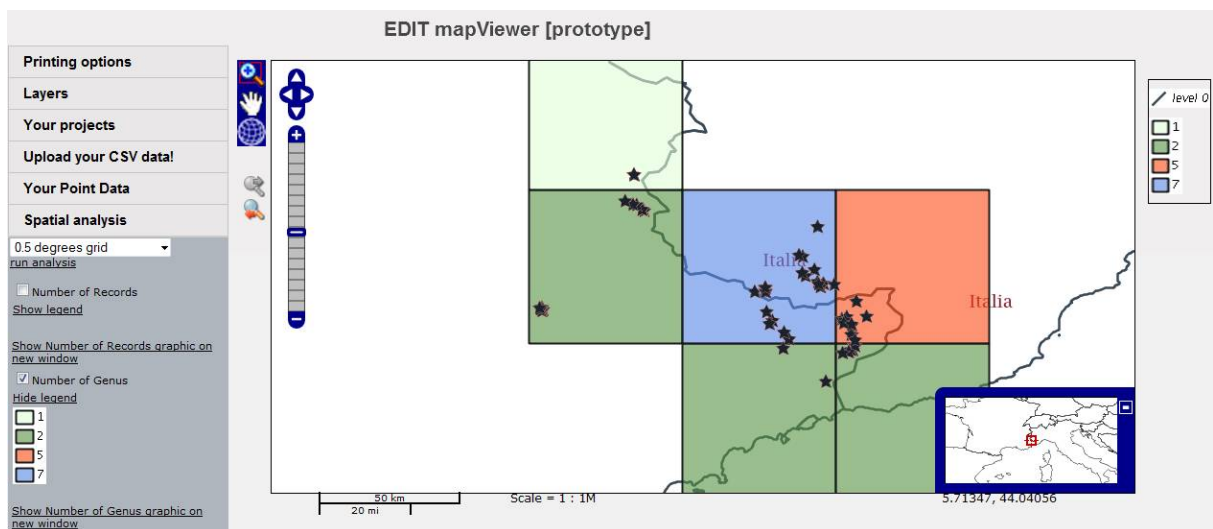 EDIT mapViewer [prototype]
Printing options
Layers
Your projects
Upload your CSV data!
Your Point Data
Spatial analysis
0.5 degrees grid
run analysis
Number of Records
Show legend
Show Number of Records graphic on
new window
Number of Genus
Hide legend
1
2
5
7
Show Number of Genus graphic on
new window
Italia
Italia
50 km
20 mi
Scale = 1 : 1M
5.71347, 44.04056
level 0
1
2
5
7